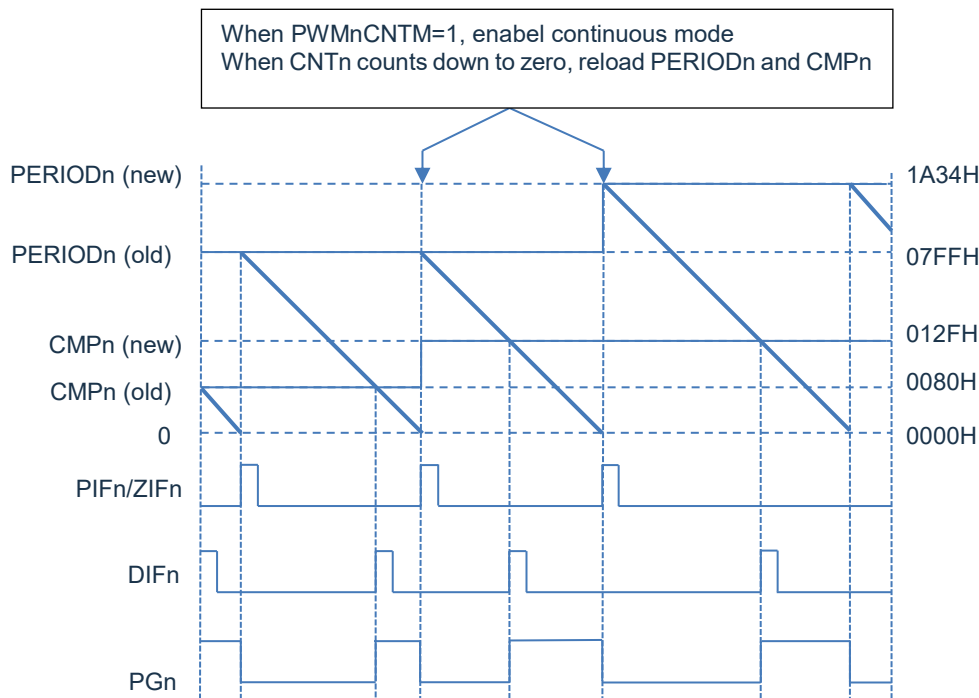 When PWMnCNTM=1, enabel continuous mode
When CNTn counts down to zero, reload PERIODn and CMPn
PERIODn (new)
1A34H
PERIODn (old)
07FFH
CMPn (new)
012FH
CMPn (old)
0080H
0
0000H
PIFn/ZIFn
DIFn
PGn